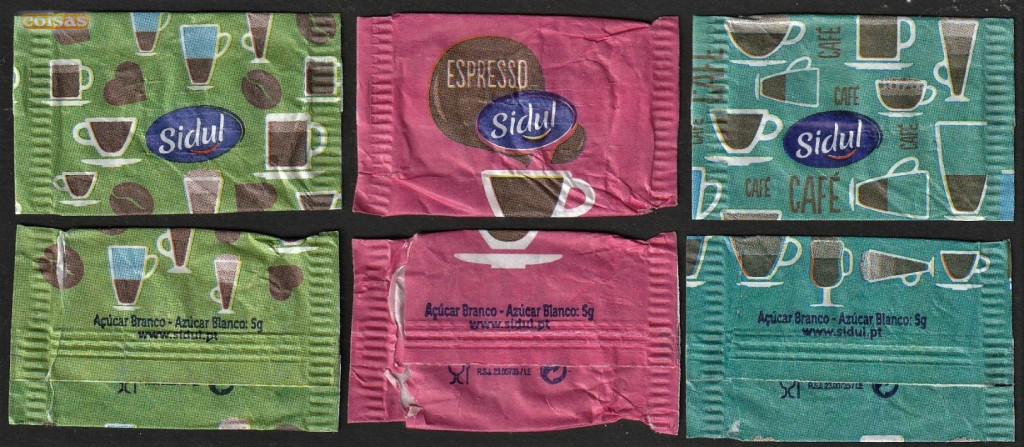 coisas
Sidul
ESPRESSO
Sidul
CAFÉ
CAFÉ
CAFÉ
CAFÉ
CAFÉ
Sidul
CAFÉ
CAFÉ
Açúcar Branco - Azúcar Blanco: 5g
www.sidul.pt
Açúcar Branco - Azúcar Blanco: 5g
www.sidul.pt
Açúcar Branco - Azúcar Blanco: 5g
www.sidul.pt